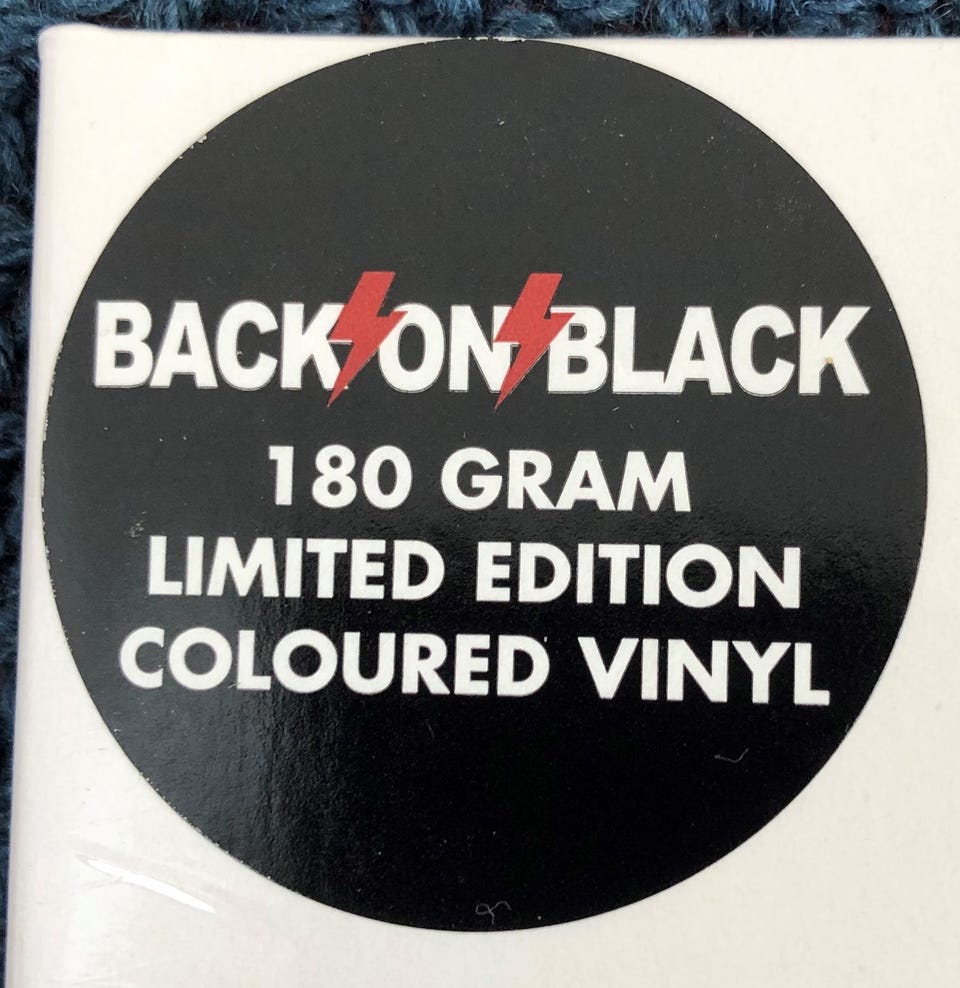 BACK ON BLACK
180 GRAM
LIMITED EDITION
COLOURED VINYL